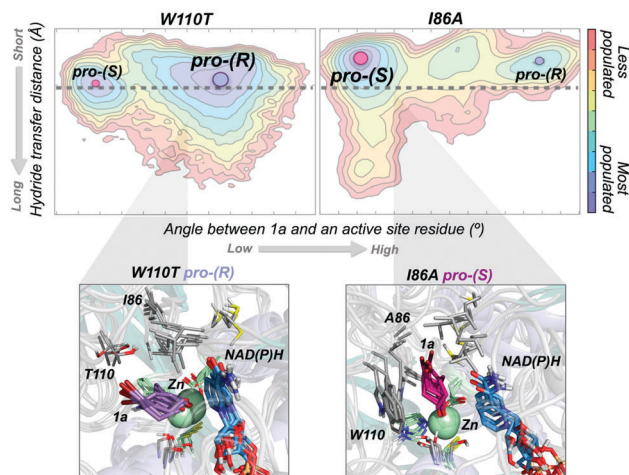 W110T
I86A
Hydride transfer distance (Å)
Short
Long
pro-(S)
pro-(R)
pro-(S)
pro-(R)
Less
populated
Most
populated
Angle between 1a and an active site residue (º)
Low
High
W110T pro-(R)
I86
T110
NAD(P)H
Zn
1a
I86A pro-(S)
A86
1a
NAD(P)H
Zn
W110